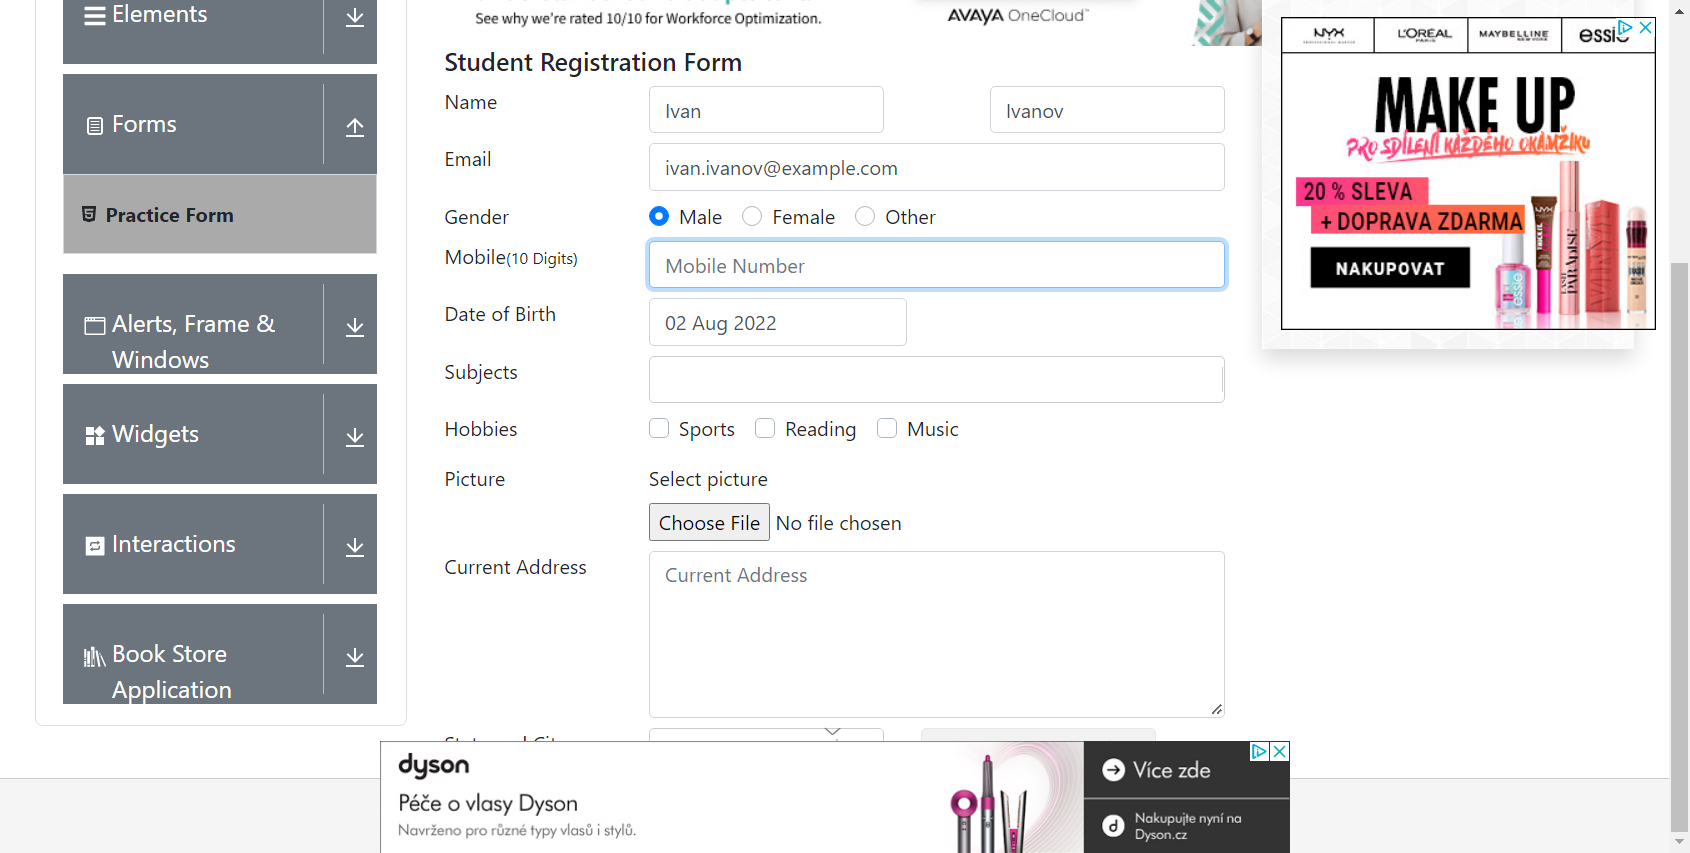 Elements
Forms
Practice Form
Alerts, Frame &
Windows
Widgets
Interactions
Book Store
Application
See why we're rated 10/10 for Workforce Optimization.
AVAYA OneCloud™
Student Registration Form
Name
Ivan
Ivanov
Email
ivan.ivanov@example.com
Gender
Male
Female
Other
Mobile(10 Digits)
Mobile Number
Date of Birth
02 Aug 2022
Subjects
Hobbies
Sports
Reading
Music
Picture
Select picture
Choose File No file chosen
Current Address
Current Address
NYX
L'ORÉAL
PARIS
MAYBELLINE
NEW YORK
essie
MAKE UP
PRO SDÍLENÍ KAŽDÉHO OKAMŽIKU
20 % SLEVA
+ DOPRAVA ZDARMA
NAKUPOVAT
dyson
Péče o vlasy Dyson
Navrženo pro různé typy vlasů i stylů.
Více zde
Nakupujte nyní na
Dyson.cz